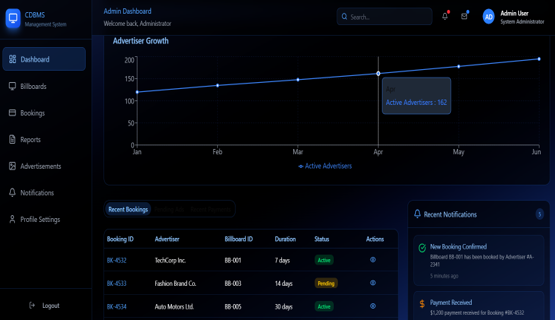 CDBMS
Management System
Admin Dashboard
Welcome back, Administrator
Search...
AD
Admin User
System Administrator
Dashboard
Billboards
Bookings
Reports
Advertisements
Notifications
Profile Settings
Logout
Advertiser Growth
200
150
100
50
0
Jan
Feb
Mar
Apr
May
Jun
Apr
Active Advertisers : 162
Active Advertisers
Recent Bookings
Booking ID
Advertiser
Billboard ID
Duration
Status
Actions
BK-4532
TechCorp Inc.
BB-001
7 days
Active
BK-4533
Fashion Brand Co.
BB-003
14 days
Pending
BK-4534
Auto Motors Ltd.
BB-005
30 days
Active
Recent Notifications
5
New Booking Confirmed
Billboard BB-001 has been booked by Advertiser #A-
2341
5 minutes ago
Payment Received
$1,200 payment received for Booking #BK-4532